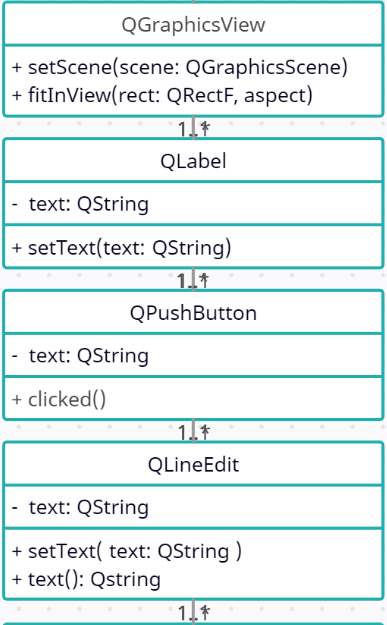 QGraphicsView
+ setScene(scene: QGraphicsScene)
+ fitInView(rect: QRectF, aspect)
1..*
QLabel
- text: QString
+ setText(text: QString)
1..*
QPushButton
- text: QString
+ clicked()
1..*
QLineEdit
- text: QString
+ setText( text: QString )
+ text(): Qstring
1..*